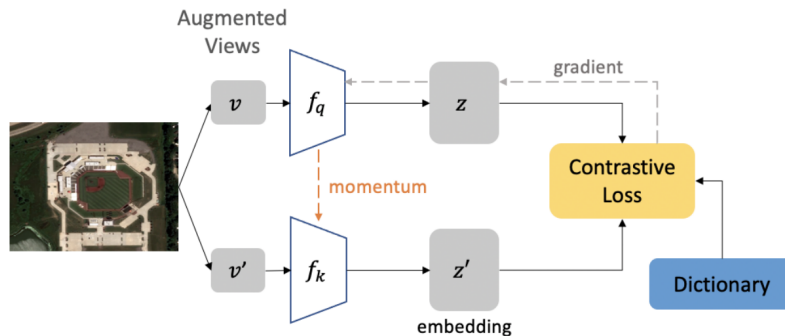 Augmented
Views
v
f_q
z
gradient
momentum
Contrastive
Loss
v'
f_k
z'
embedding
Dictionary